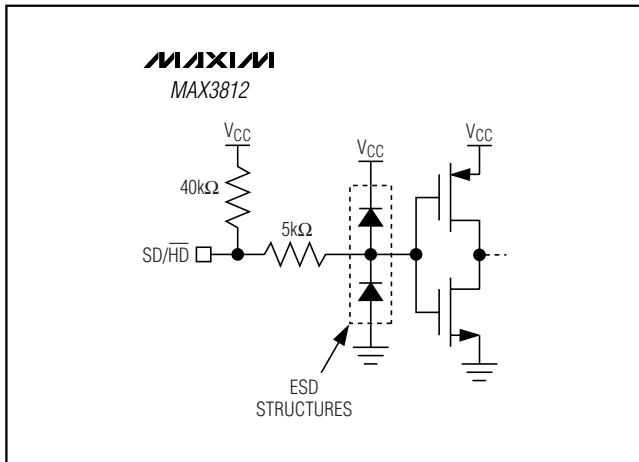 MAXIM
MAX3812
VCC
VCC
VCC
40kΩ
5kΩ
SD/HD
ESD
STRUCTURES